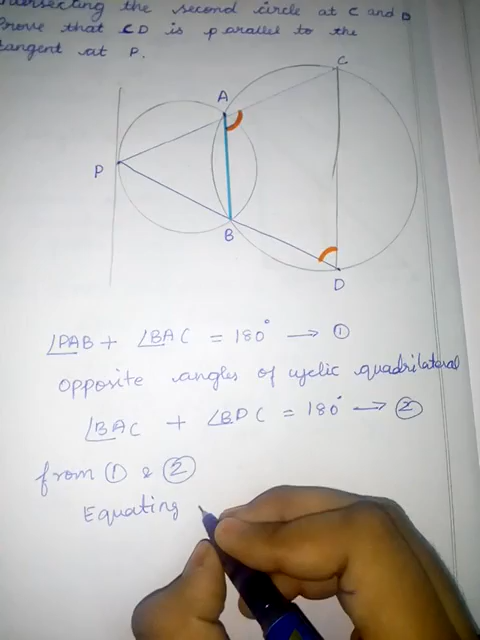 intersecting the second circle at C and D
Prove that CD is parallel to the
tangent at P.
C
A
P
B
D
∠PAB + ∠BAC = 180° → ①
opposite angles of cyclic quadrilateral
∠BAC + ∠BDC = 180° → ②
from ① & ②
Equating